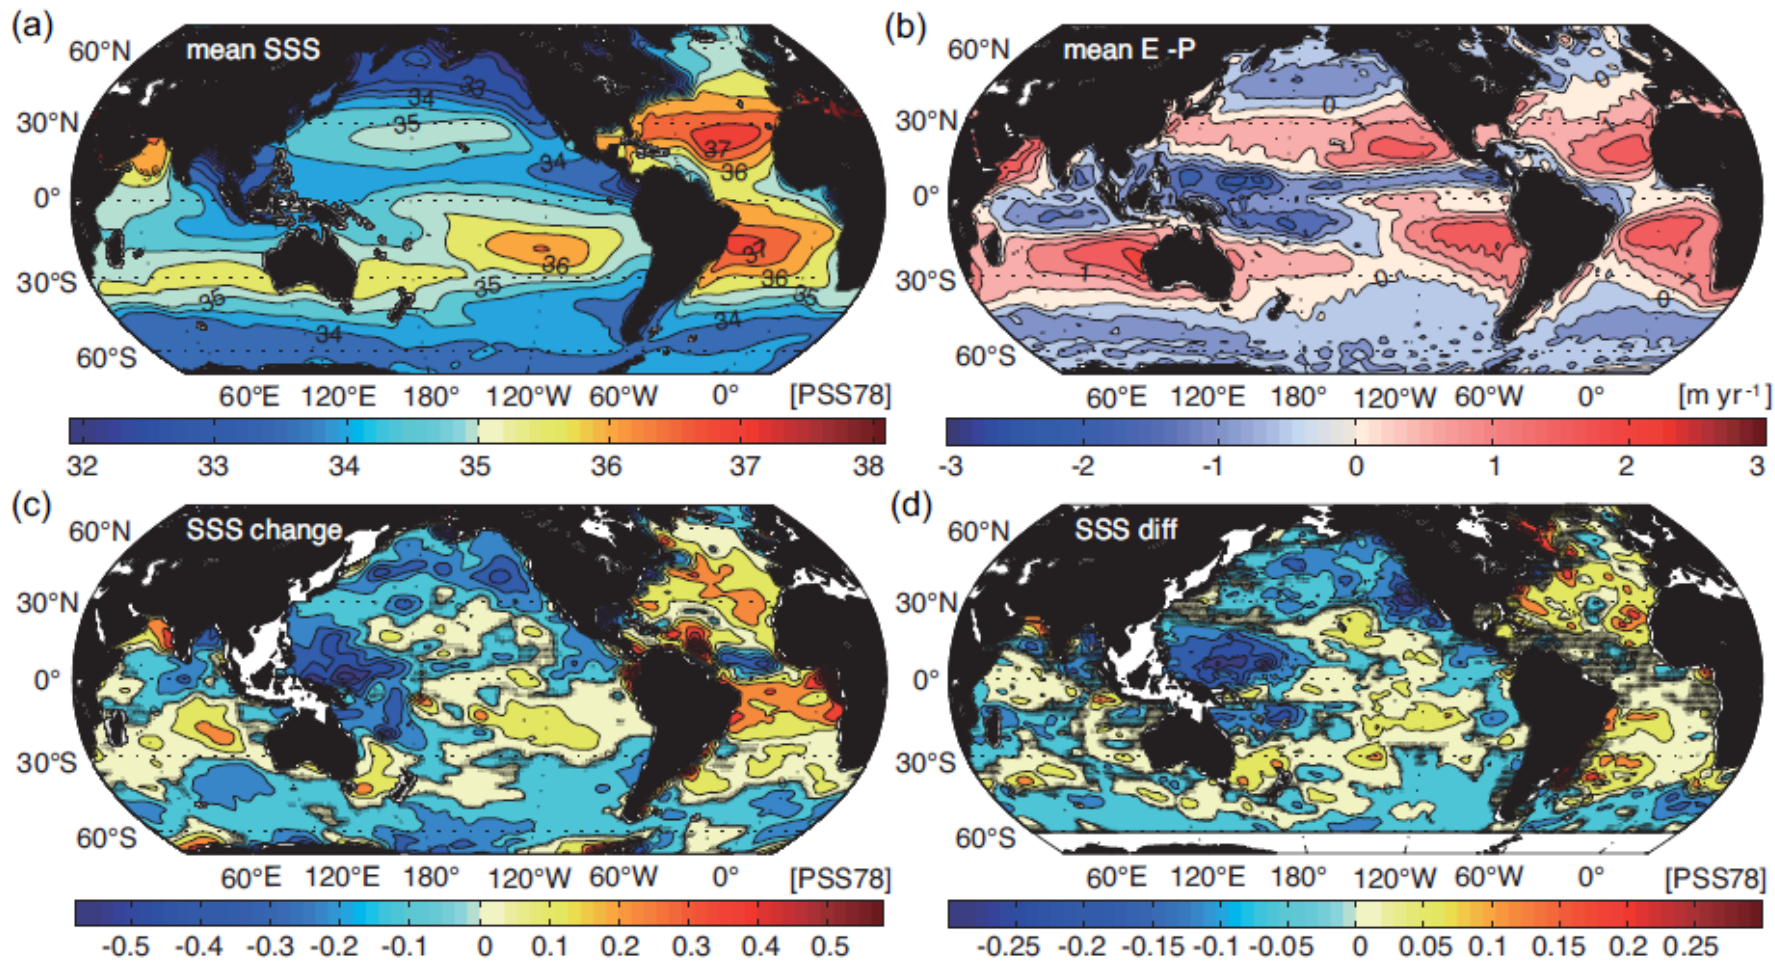 (a)
mean SSS
60°N
30°N
0°
30°S
60°S
33
34
35
34
37
36
36
37
36
36
35
35
35
34
34
60°E 120°E 180° 120°W 60°W 0° [PSS78]
32 33 34 35 36 37 38
(b)
mean E -P
60°N
30°N
0°
30°S
60°S
0
0
1
0
1
0
60°E 120°E 180° 120°W 60°W 0° [m yr⁻¹]
-3 -2 -1 0 1 2 3
(c)
SSS change
60°N
30°N
0°
30°S
60°S
60°E 120°E 180° 120°W 60°W 0° [PSS78]
-0.5 -0.4 -0.3 -0.2 -0.1 0 0.1 0.2 0.3 0.4 0.5
(d)
SSS diff
60°N
30°N
0°
30°S
60°S
60°E 120°E 180° 120°W 60°W 0° [PSS78]
-0.25 -0.2 -0.15 -0.1 -0.05 0 0.05 0.1 0.15 0.2 0.25